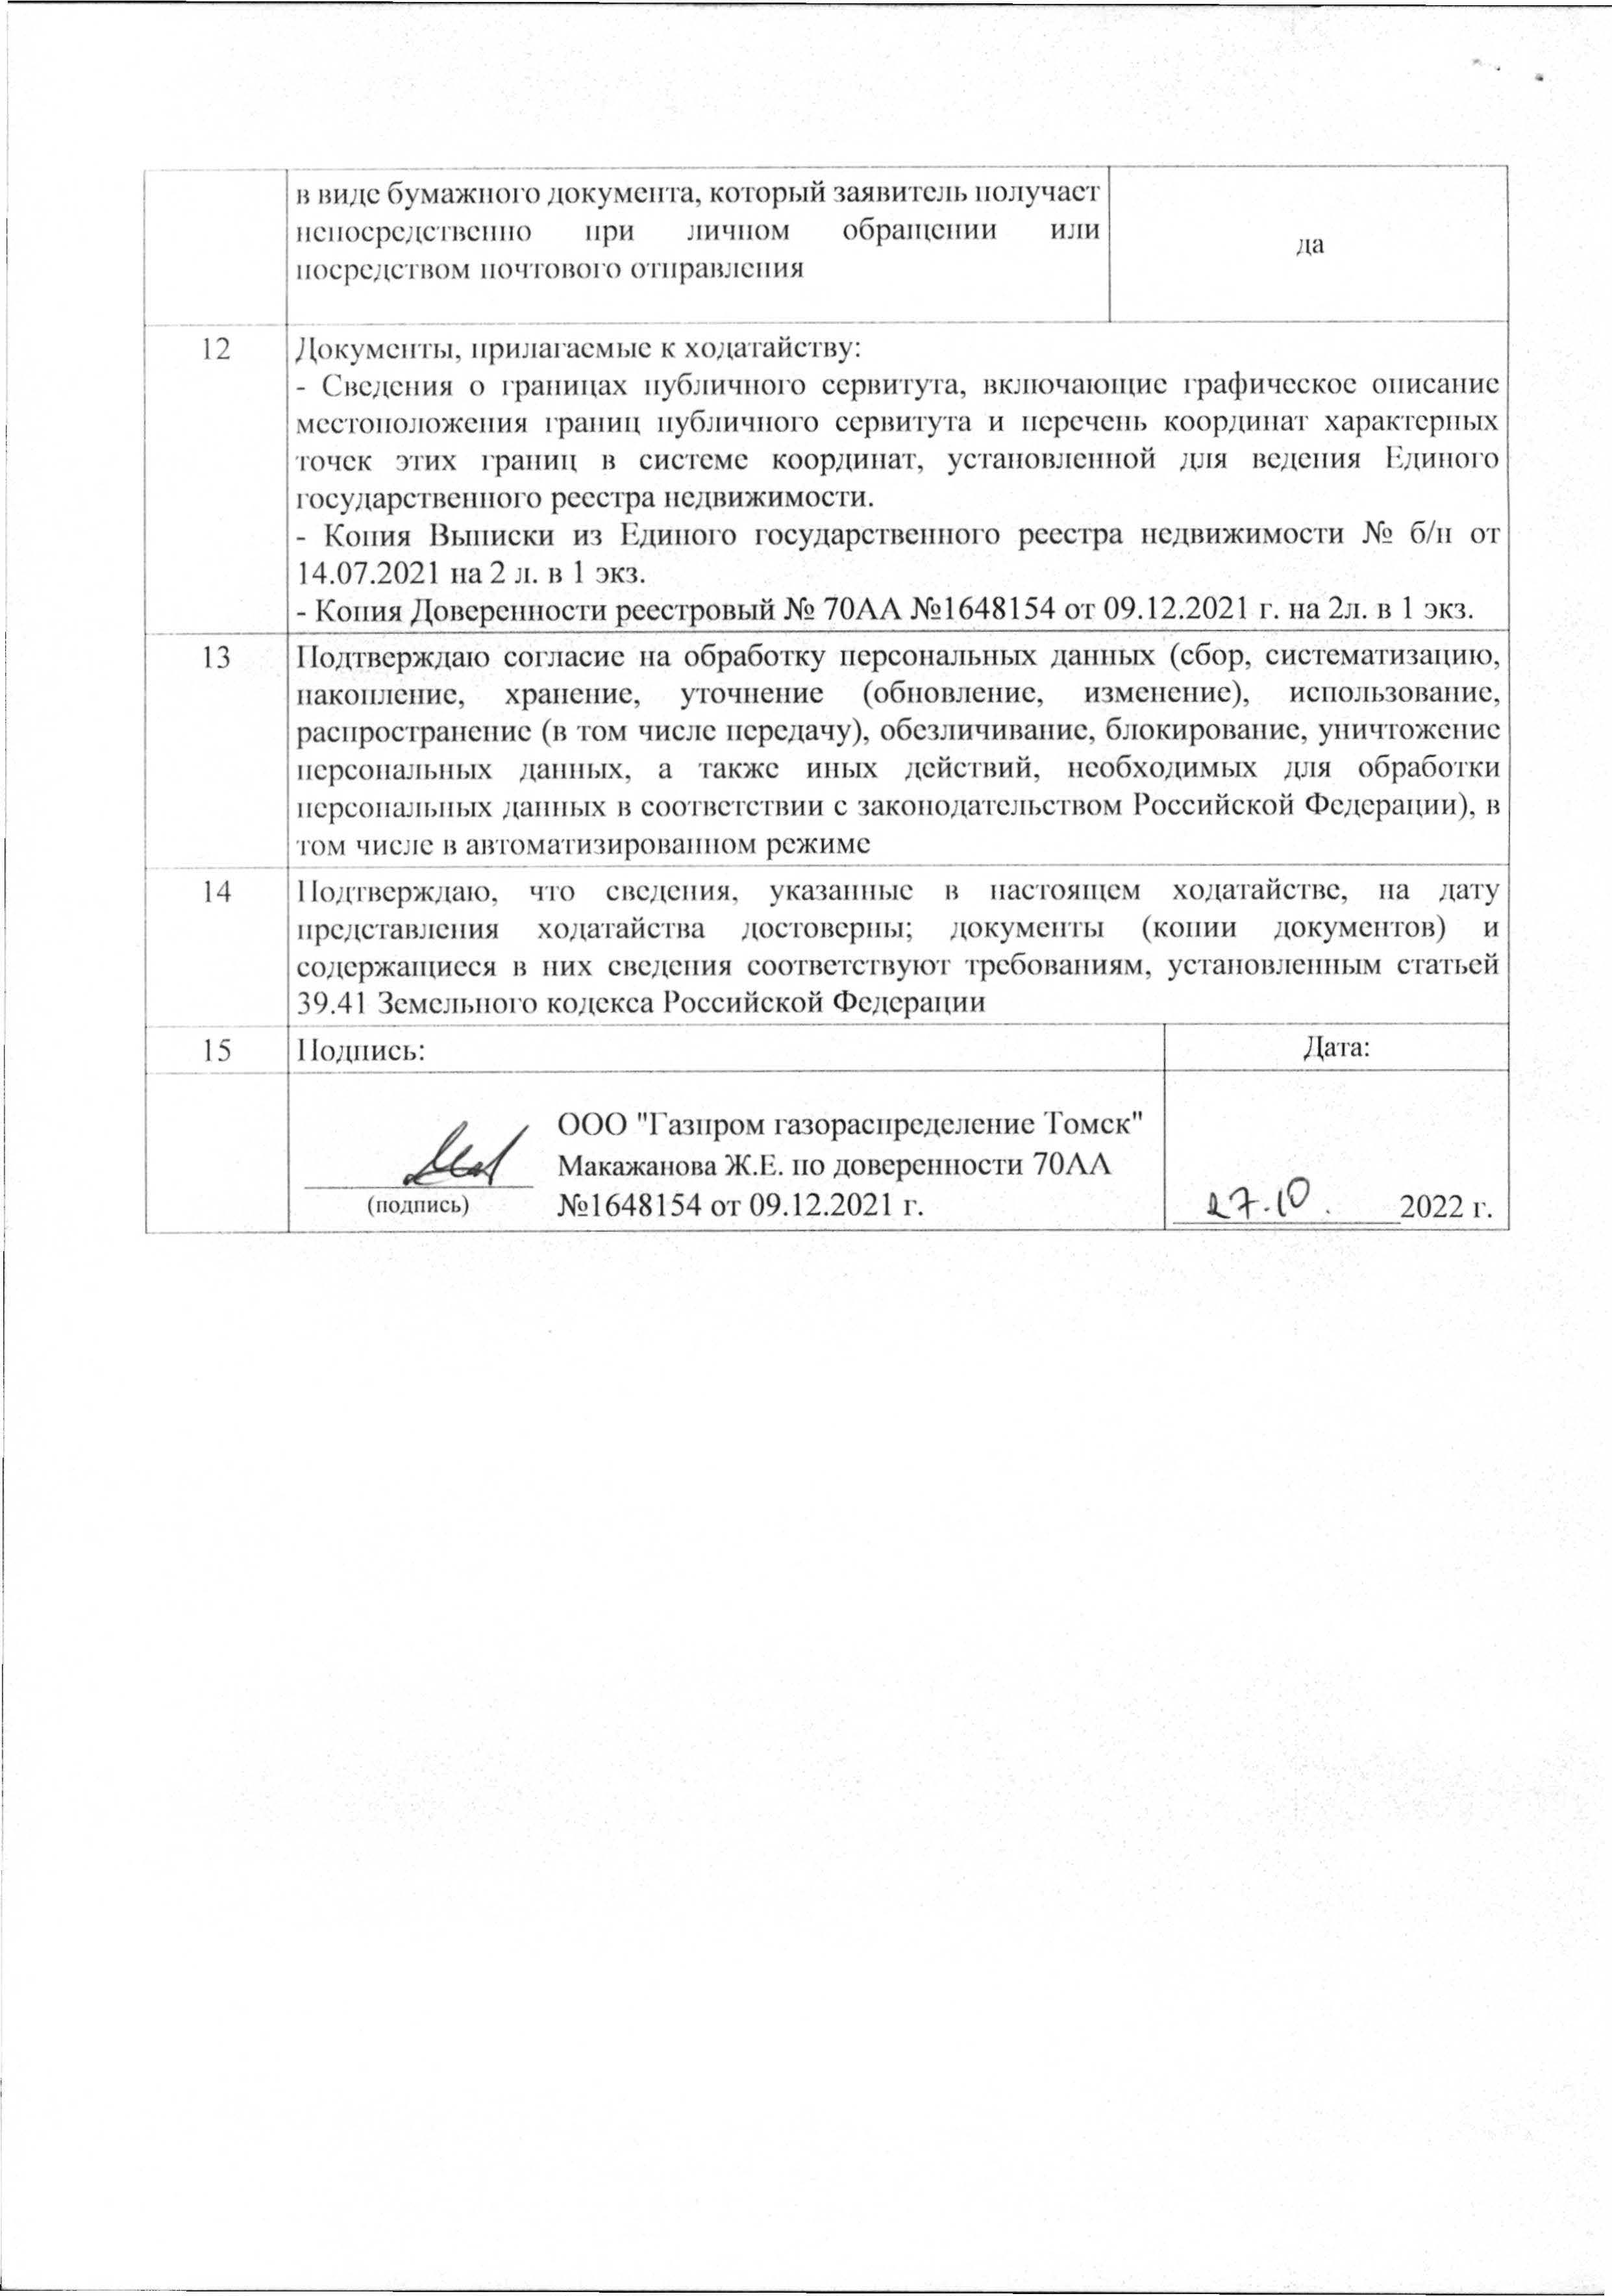 в виде бумажного документа, который заявитель получает
непосредственно при личном обращении или
посредством почтового отправления
да
12
Документы, прилагаемые к ходатайству:
- Сведения о границах публичного сервитута, включающие графическое описание
местоположения границ публичного сервитута и перечень координат характерных
точек этих границ в системе координат, установленной для ведения Единого
государственного реестра недвижимости.
- Копия Выписки из Единого государственного реестра недвижимости № б/н от
14.07.2021 на 2 л. в 1 экз.
- Копия Доверенности реестровый № 70АА №1648154 от 09.12.2021 г. на 2л. в 1 экз.
13
Подтверждаю согласие на обработку персональных данных (сбор, систематизацию,
накопление, хранение, уточнение (обновление, изменение), использование,
распространение (в том числе передачу), обезличивание, блокирование, уничтожение
персональных данных, а также иных действий, необходимых для обработки
персональных данных в соответствии с законодательством Российской Федерации), в
том числе в автоматизированном режиме
14
Подтверждаю, что сведения, указанные в настоящем ходатайстве, на дату
представления ходатайства достоверны; документы (копии документов) и
содержащиеся в них сведения соответствуют требованиям, установленным статьей
39.41 Земельного кодекса Российской Федерации
15
Подпись:
Дата:
ООО "Газпром газораспределение Томск"
Макажанова Ж.Е. по доверенности 70АА
(подпись)
№1648154 от 09.12.2021 г.
27.10. 2022 г.